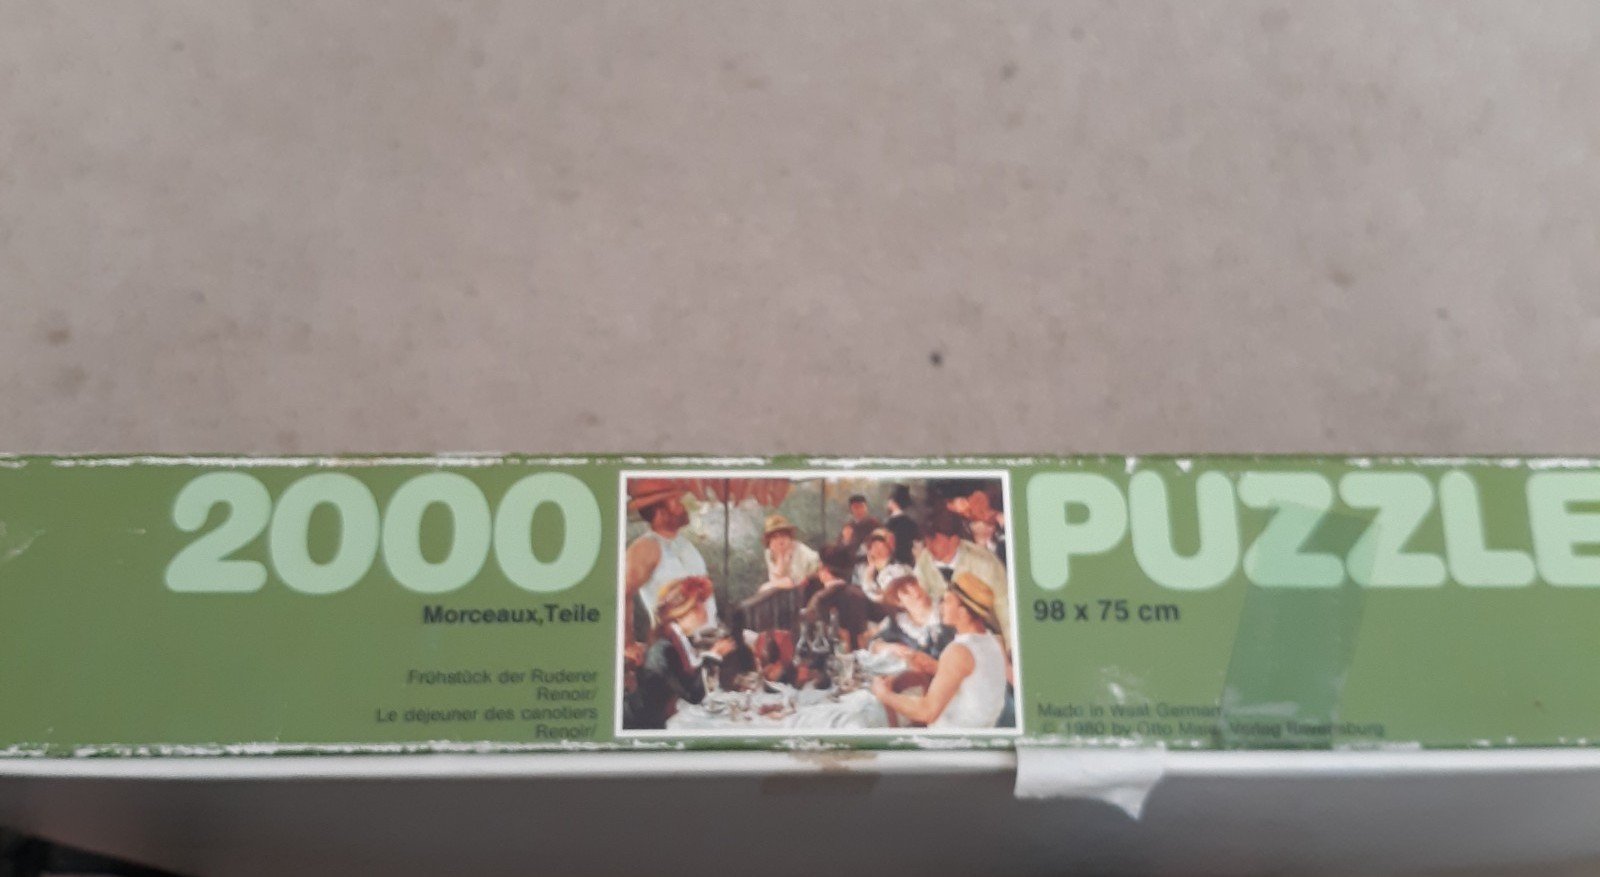 2000
Morceaux,Teile
Frühstück der Ruderer
Renoir/
Le déjeuner des canotiers
Renoir/
PUZZLE
98 x 75 cm
Made in West German
© 1980 by Otto Maier Verlag Ravensburg